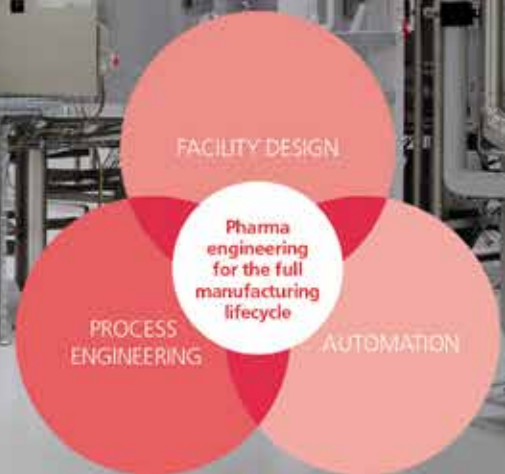 FACILITY DESIGN
Pharma
engineering
for the full
manufacturing
lifecycle
PROCESS
ENGINEERING
AUTOMATION